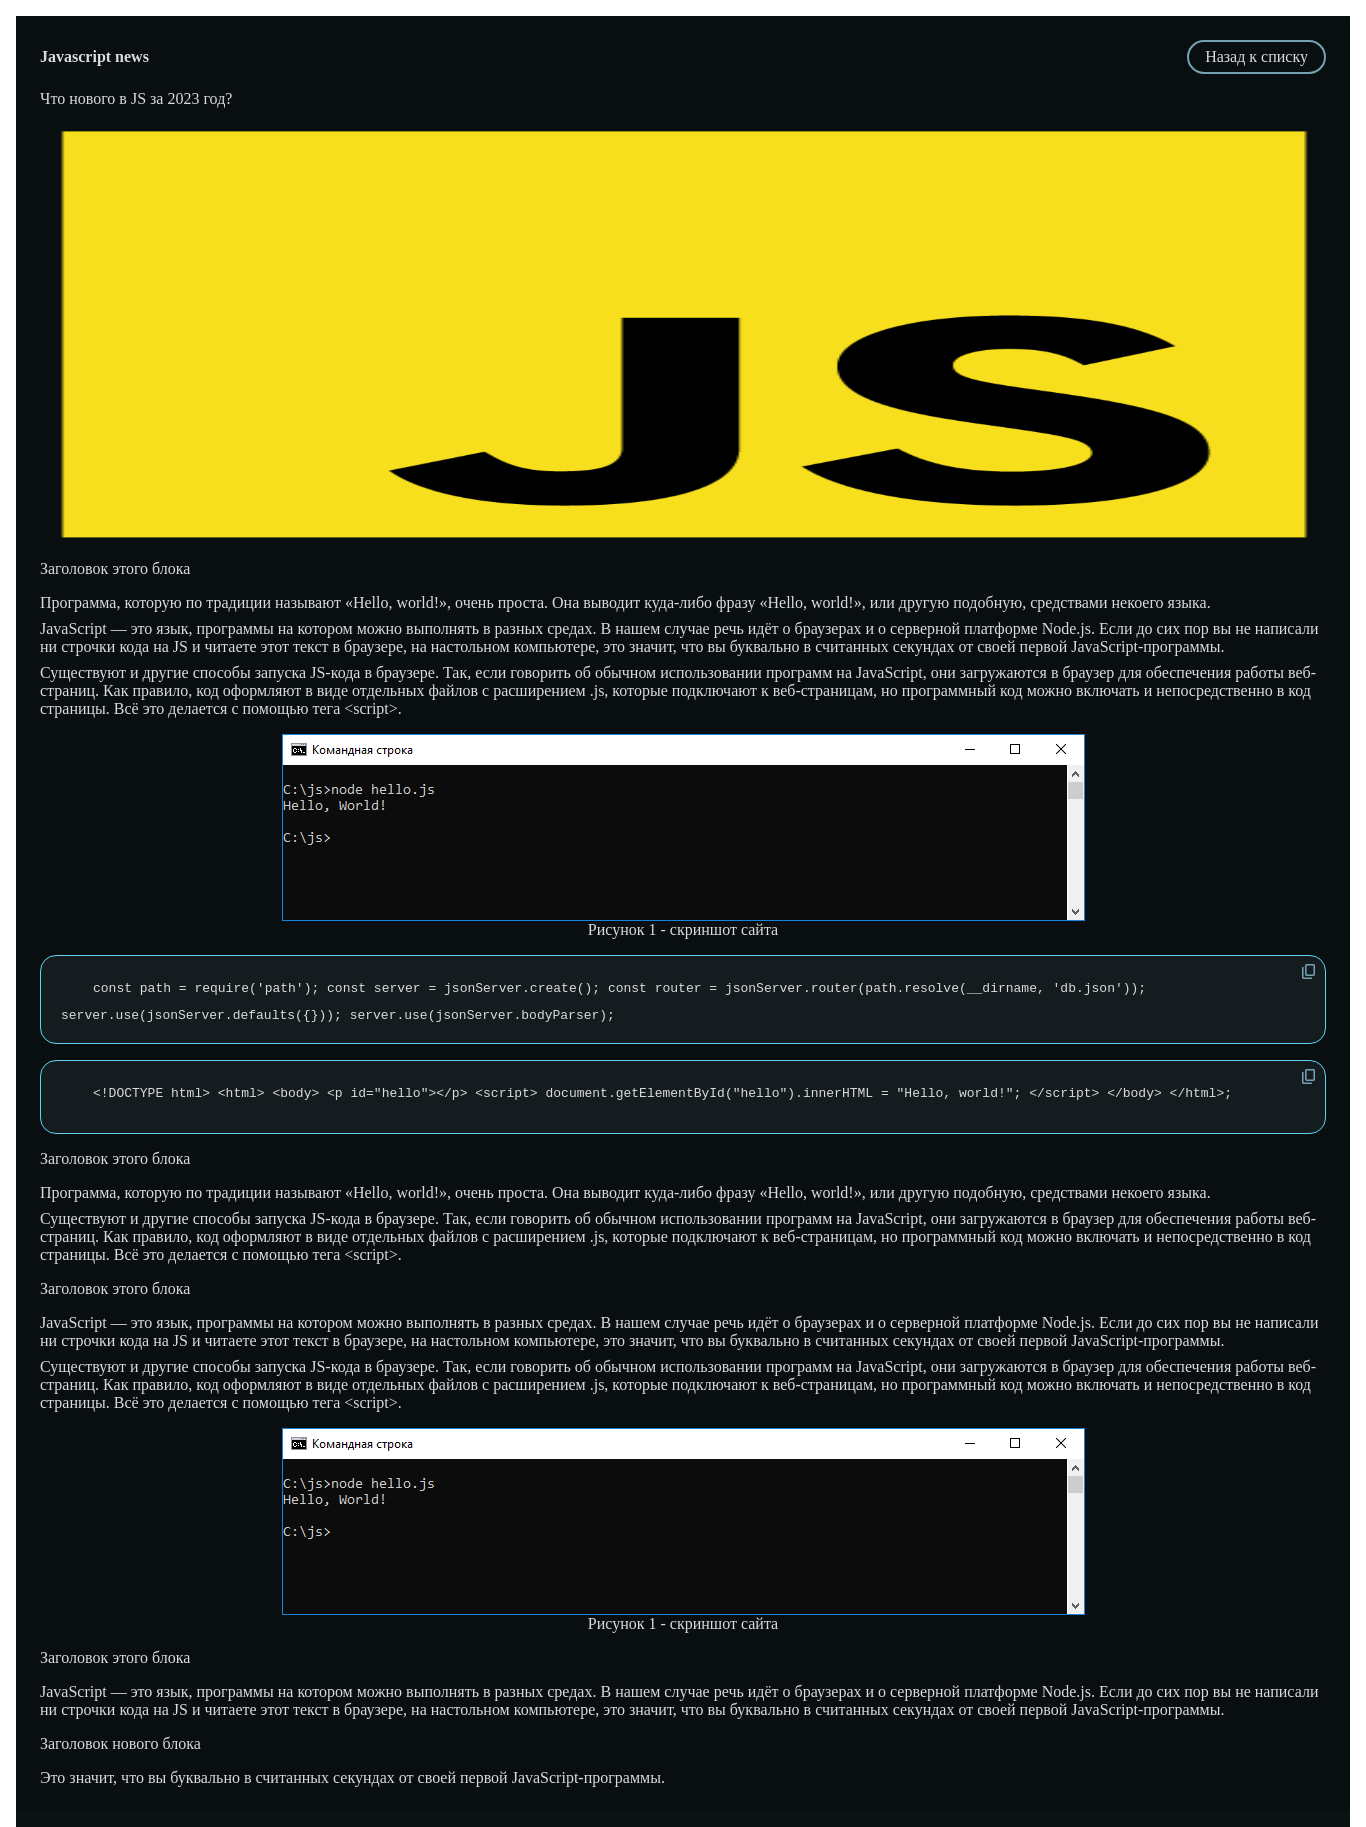 Javascript news
Назад к списку
Что нового в JS за 2023 год?
JS
Заголовок этого блока
Программа, которую по традиции называют «Hello, world!», очень проста. Она выводит куда-либо фразу «Hello, world!», или другую подобную, средствами некоего языка.
JavaScript — это язык, программы на котором можно выполнять в разных средах. В нашем случае речь идёт о браузерах и о серверной платформе Node.js. Если до сих пор вы не написали
ни строчки кода на JS и читаете этот текст в браузере, на настольном компьютере, это значит, что вы буквально в считанных секундах от своей первой JavaScript-программы.
Существуют и другие способы запуска JS-кода в браузере. Так, если говорить об обычном использовании программ на JavaScript, они загружаются в браузер для обеспечения работы веб-
страниц. Как правило, код оформляют в виде отдельных файлов с расширением .js, которые подключают к веб-страницам, но программный код можно включать и непосредственно в код
страницы. Всё это делается с помощью тега <script>.
C:\. Командная строка
C:\js>node hello.js
Hello, World!
C:\js>
Рисунок 1 - скриншот сайта
const path = require('path'); const server = jsonServer.create(); const router = jsonServer.router(path.resolve(__dirname, 'db.json'));
server.use(jsonServer.defaults({})); server.use(jsonServer.bodyParser);
<!DOCTYPE html> <html> <body> <p id="hello"></p> <script> document.getElementById("hello").innerHTML = "Hello, world!"; </script> </body> </html>;
Заголовок этого блока
Программа, которую по традиции называют «Hello, world!», очень проста. Она выводит куда-либо фразу «Hello, world!», или другую подобную, средствами некоего языка.
Существуют и другие способы запуска JS-кода в браузере. Так, если говорить об обычном использовании программ на JavaScript, они загружаются в браузер для обеспечения работы веб-
страниц. Как правило, код оформляют в виде отдельных файлов с расширением .js, которые подключают к веб-страницам, но программный код можно включать и непосредственно в код
страницы. Всё это делается с помощью тега <script>.
Заголовок этого блока
JavaScript — это язык, программы на котором можно выполнять в разных средах. В нашем случае речь идёт о браузерах и о серверной платформе Node.js. Если до сих пор вы не написали
ни строчки кода на JS и читаете этот текст в браузере, на настольном компьютере, это значит, что вы буквально в считанных секундах от своей первой JavaScript-программы.
Существуют и другие способы запуска JS-кода в браузере. Так, если говорить об обычном использовании программ на JavaScript, они загружаются в браузер для обеспечения работы веб-
страниц. Как правило, код оформляют в виде отдельных файлов с расширением .js, которые подключают к веб-страницам, но программный код можно включать и непосредственно в код
страницы. Всё это делается с помощью тега <script>.
C:\. Командная строка
C:\js>node hello.js
Hello, World!
C:\js>
Рисунок 1 - скриншот сайта
Заголовок этого блока
JavaScript — это язык, программы на котором можно выполнять в разных средах. В нашем случае речь идёт о браузерах и о серверной платформе Node.js. Если до сих пор вы не написали
ни строчки кода на JS и читаете этот текст в браузере, на настольном компьютере, это значит, что вы буквально в считанных секундах от своей первой JavaScript-программы.
Заголовок нового блока
Это значит, что вы буквально в считанных секундах от своей первой JavaScript-программы.